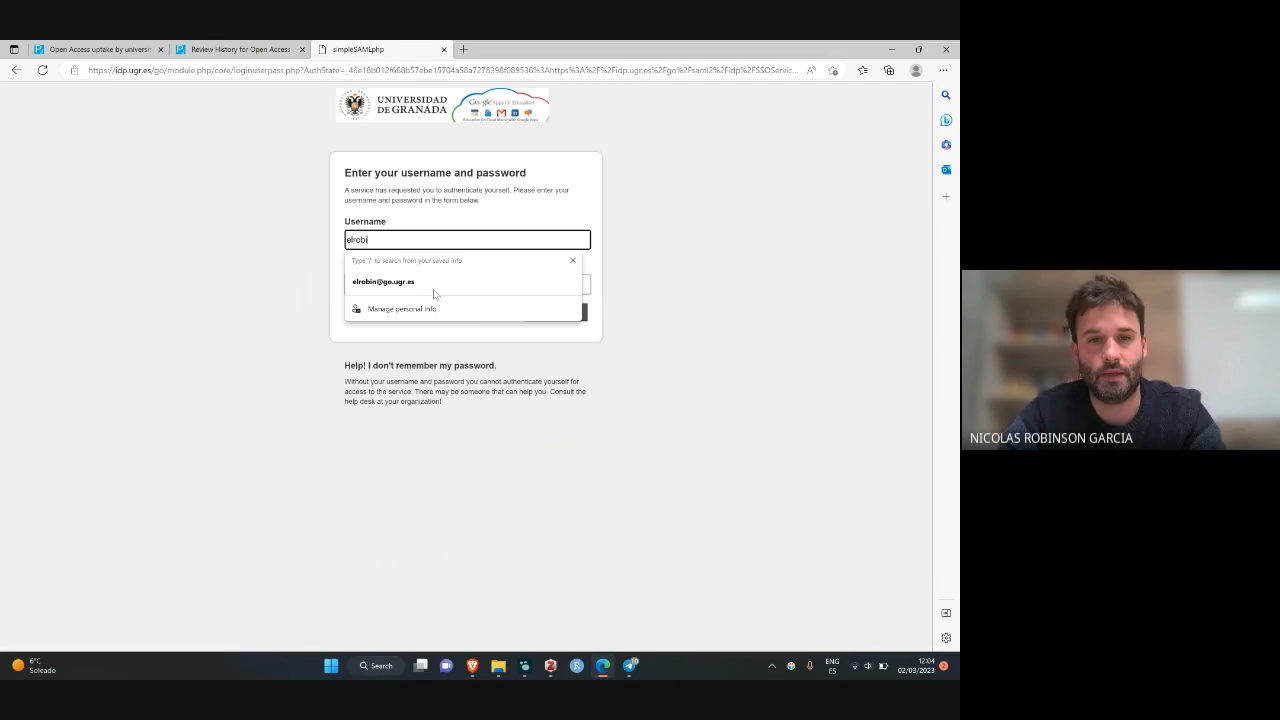 Open Access uptake by universi
Review History for Open Access
simpleSAMLphp
https://idp.ugr.es/go/module.php/core/loginuserpass.php?AuthState=_46e18b012f668b57ebe15704a58a7278398f089536%3Ahttps%3A%2F%2Fidp.ugr.es%2Fgo%2Fsaml2%2Fidp%2FSSOServic...
UNIVERSIDAD
DE GRANADA
Google Apps for Education
Enter your username and password
A service has requested you to authenticate yourself. Please enter your
username and password in the form below.
Username
elrobi
Type '/' to search from your saved info
elrobin@go.ugr.es
Manage personal info
Help! I don't remember my password.
Without your username and password you cannot authenticate yourself for
access to the service. There may be someone that can help you. Consult the
help desk at your organization!
NICOLAS ROBINSON GARCIA
6°C
Soleado
Search
ENG
ES
12:04
02/03/2023
2